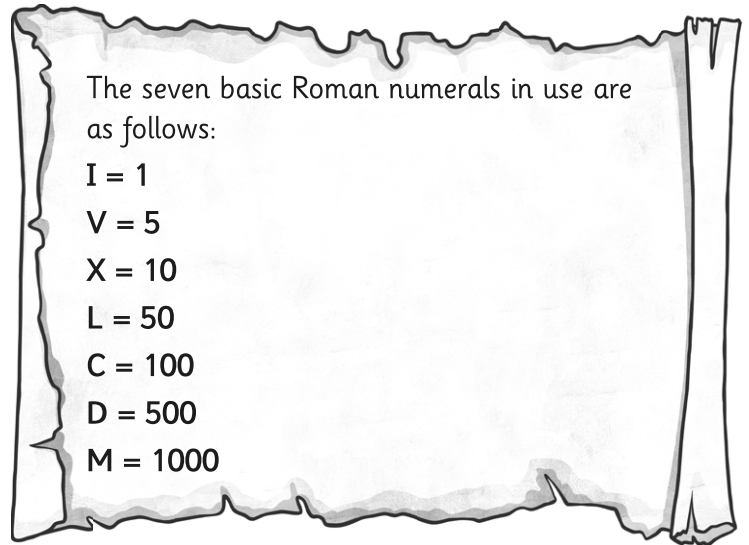 The seven basic Roman numerals in use are
as follows:
I = 1
V = 5
X = 10
L = 50
C = 100
D = 500
M = 1000